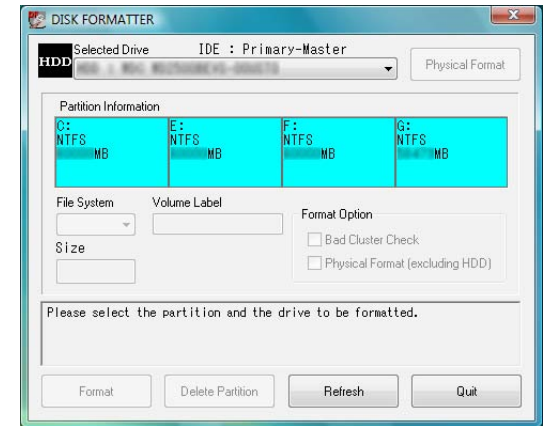 DISK FORMATTER
HDD
Selected Drive
IDE : Primary-Master
Physical Format
Partition Information
C:
NTFS
MB
E:
NTFS
MB
F:
NTFS
MB
G:
NTFS
MB
File System
Volume Label
Size
Format Option
Bad Cluster Check
Physical Format (excluding HDD)
Please select the partition and the drive to be formatted.
Format
Delete Partition
Refresh
Quit